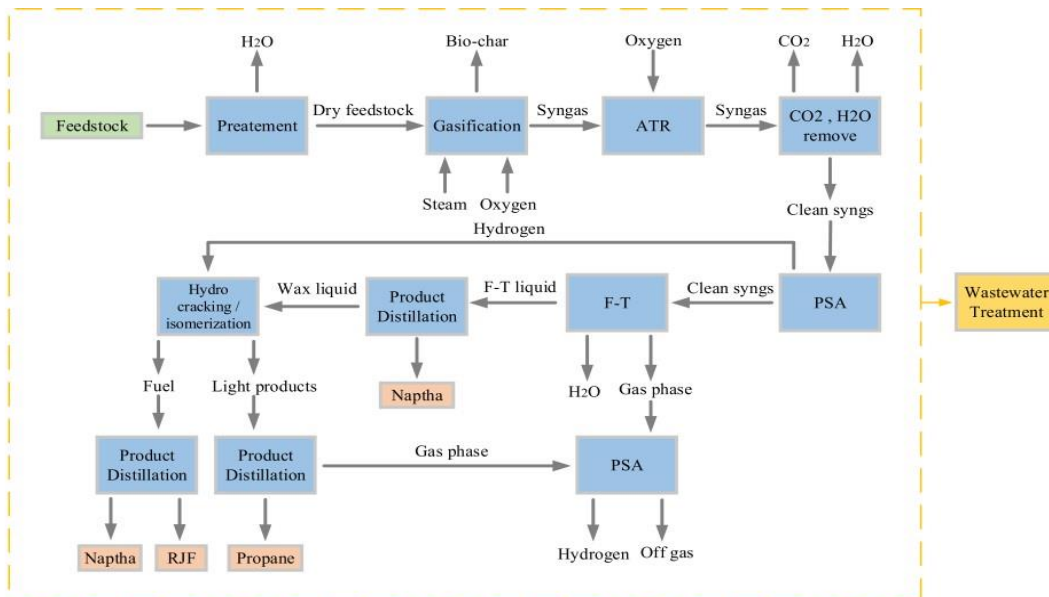 H2O
Bio-char
Oxygen
CO2
H2O
Feedstock
Preatement
Dry feedstock
Gasification
Syngas
ATR
Syngas
CO2 , H2O
remove
Steam
Oxygen
Clean syngs
Hydrogen
Hydro
cracking /
isomerization
Wax liquid
Product
Distillation
F-T liquid
F-T
Clean syngs
PSA
Wastewater
Treatment
Fuel
Light products
Naptha
H2O
Gas phase
Product
Distillation
Product
Distillation
Gas phase
PSA
Naptha
RJF
Propane
Hydrogen
Off gas